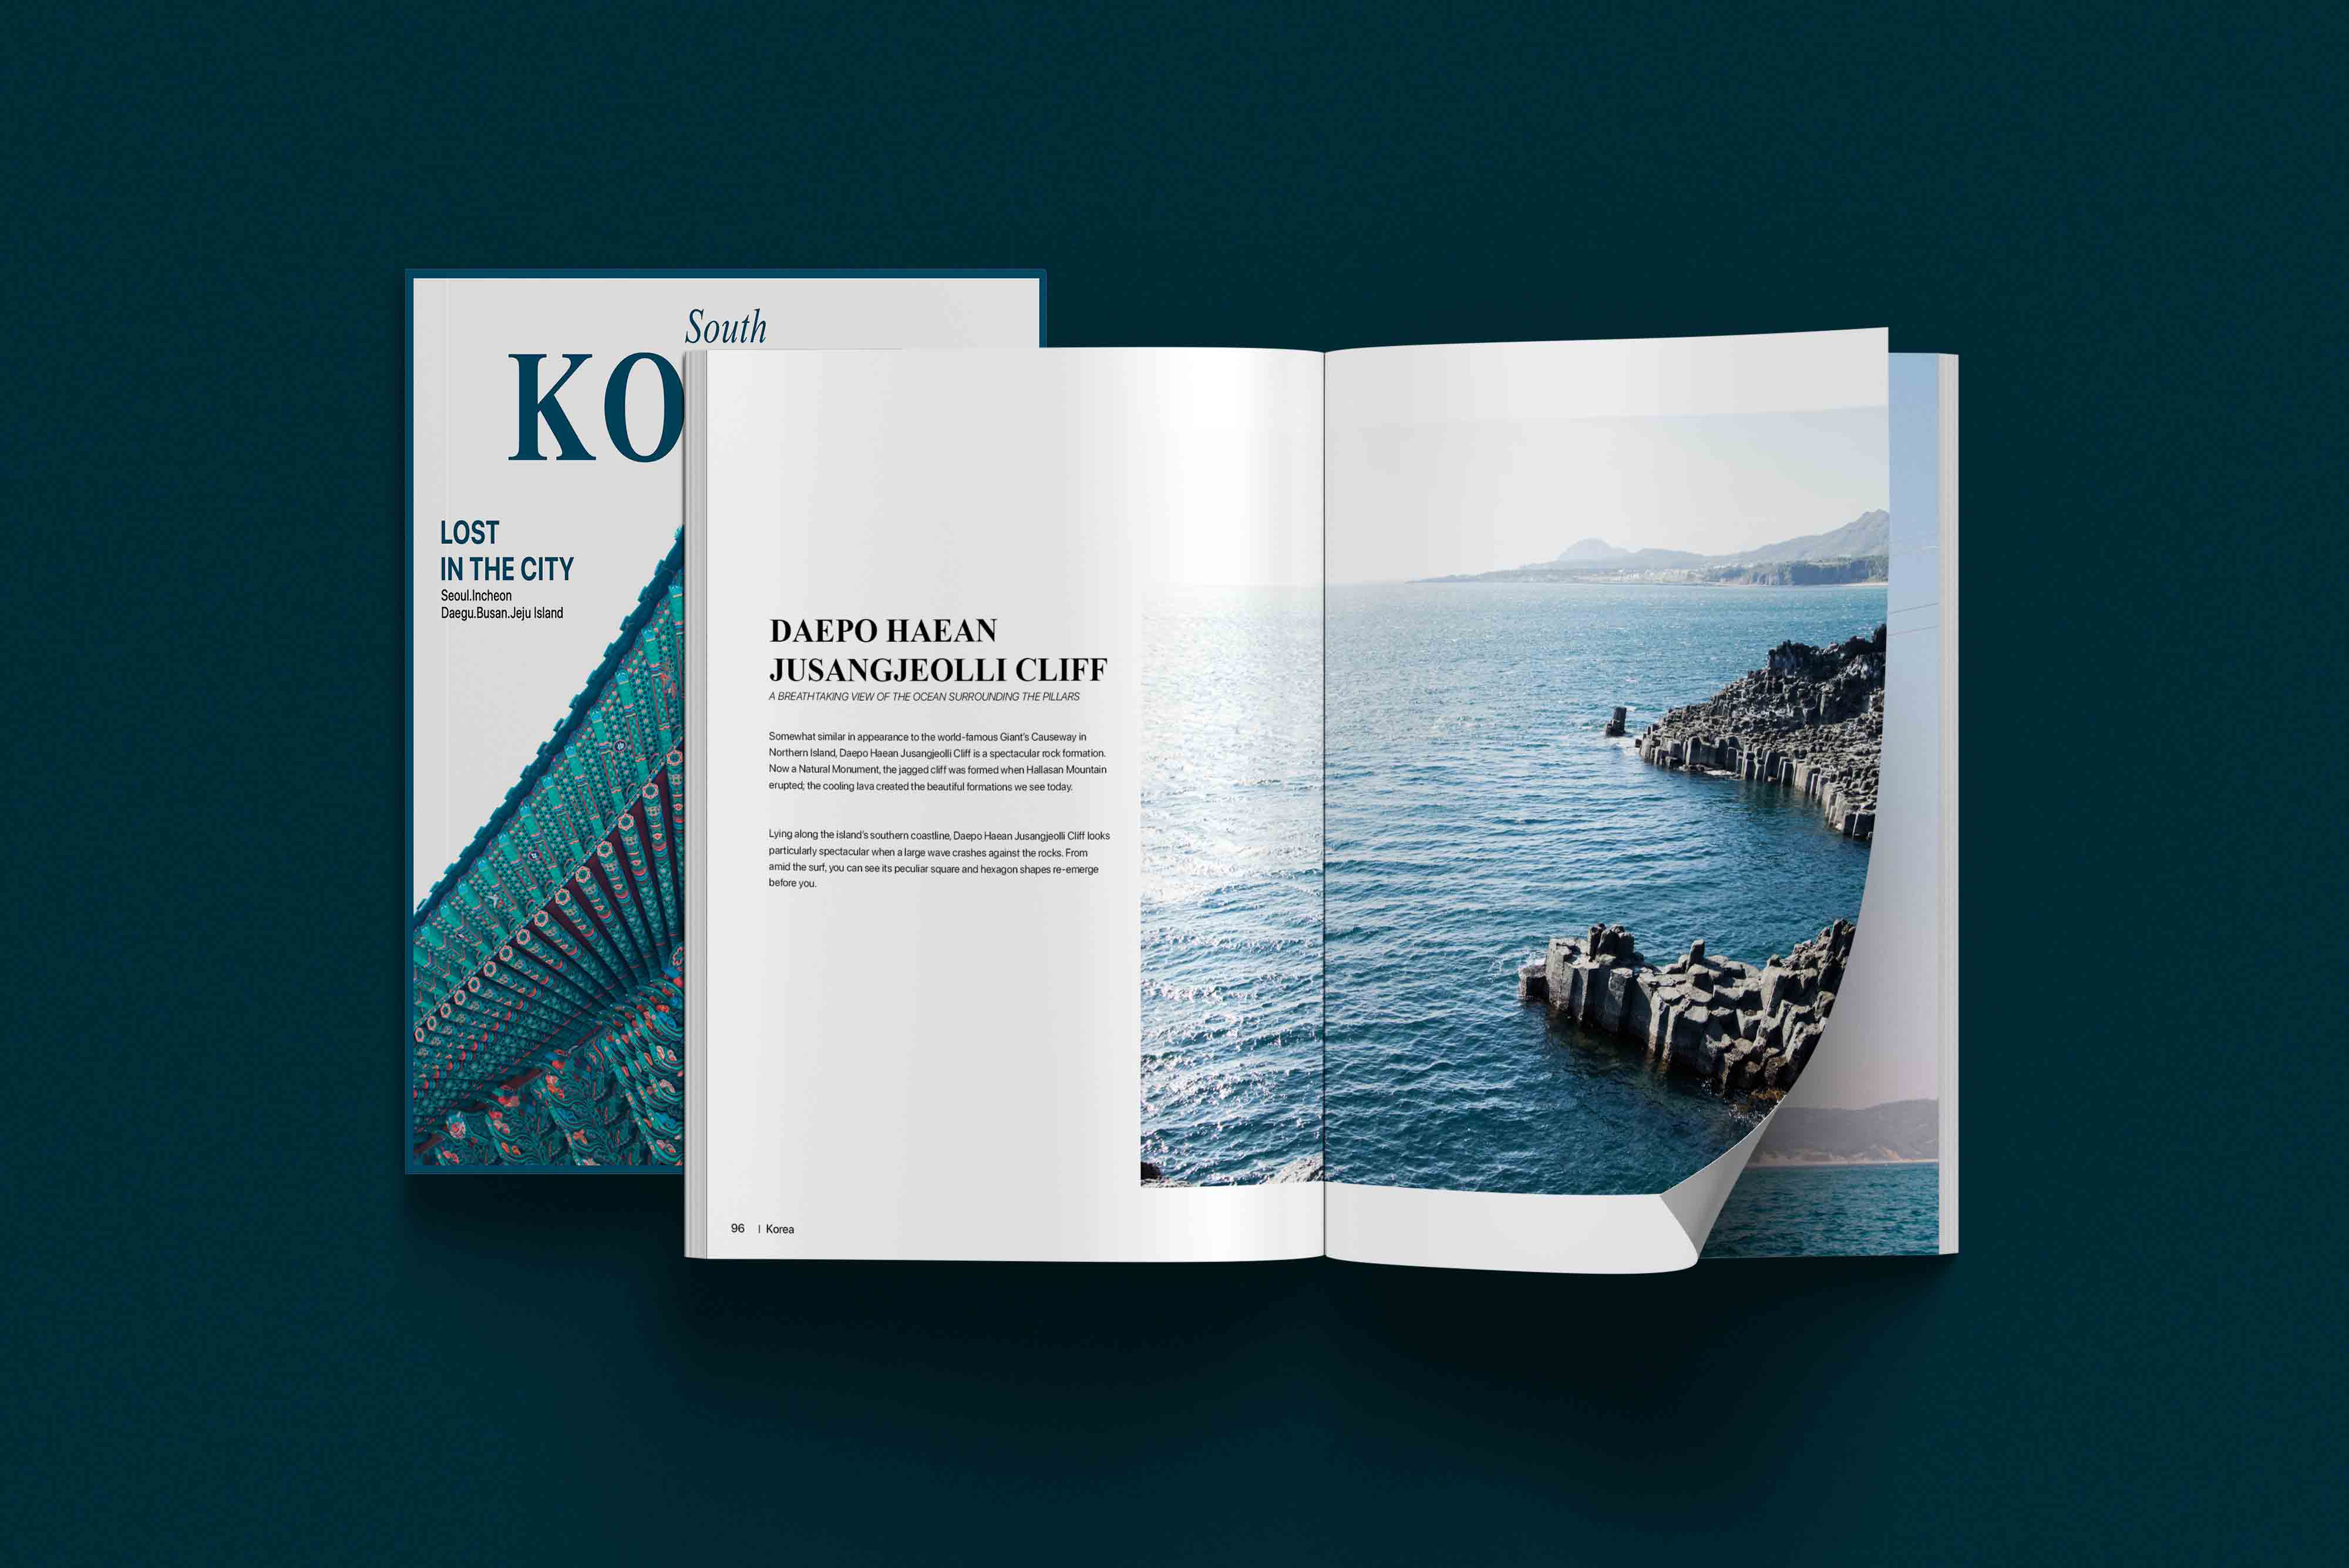 South
KO
LOST
IN THE CITY
Seoul.Incheon
Daegu.Busan.Jeju Island
DAEPO HAEAN
JUSANGJEOLLI CLIFF
A BREATHTAKING VIEW OF THE OCEAN SURROUNDING THE PILLARS
Somewhat similar in appearance to the world-famous Giant's Causeway in
Northern Island, Daepo Haean Jusangjeolli Cliff is a spectacular rock formation.
Now a Natural Monument, the jagged cliff was formed when Hallasan Mountain
erupted; the cooling lava created the beautiful formations we see today.
Lying along the island's southern coastline, Daepo Haean Jusangjeolli Cliff looks
particularly spectacular when a large wave crashes against the rocks. From
amid the surf, you can see its peculiar square and hexagon shapes re-emerge
before you.
96 | Korea